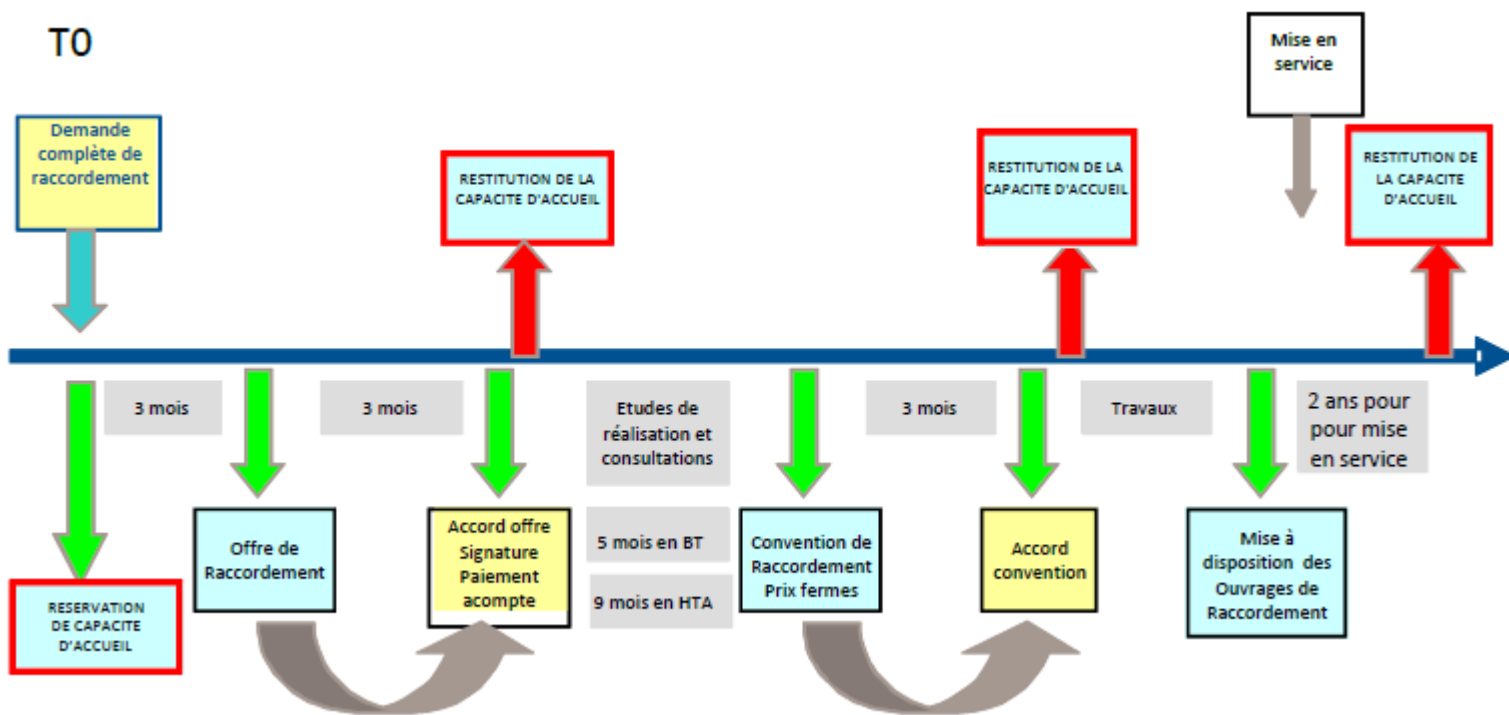 T0
Mise en
service
Demande
complète de
raccordement
RESTITUTION DE LA
CAPACITE D'ACCUEIL
RESTITUTION DE LA
CAPACITE D'ACCUEIL
RESTITUTION DE
LA CAPACITE
D'ACCUEIL
3 mois
3 mois
Etudes de
réalisation et
consultations
3 mois
Travaux
2 ans pour
pour mise
en service
RESERVATION
DE CAPACITE
D'ACCUEIL
Offre de
Raccordement
Accord offre
Signature
Paiement
acompte
5 mois en BT
9 mois en HTA
Convention de
Raccordement
Prix fermes
Accord
convention
Mise à
disposition des
Ouvrages de
Raccordement